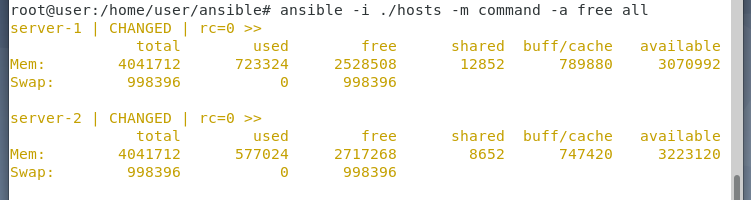 root@user:/home/user/ansible# ansible -i ./hosts -m command -a free all
server-1 | CHANGED | rc=0 >>
              total        used        free      shared  buff/cache   available
Mem:        4041712      723324     2528508       12852      789880     3070992
Swap:        998396           0      998396
server-2 | CHANGED | rc=0 >>
              total        used        free      shared  buff/cache   available
Mem:        4041712      577024     2717268        8652      747420     3223120
Swap:        998396           0      998396